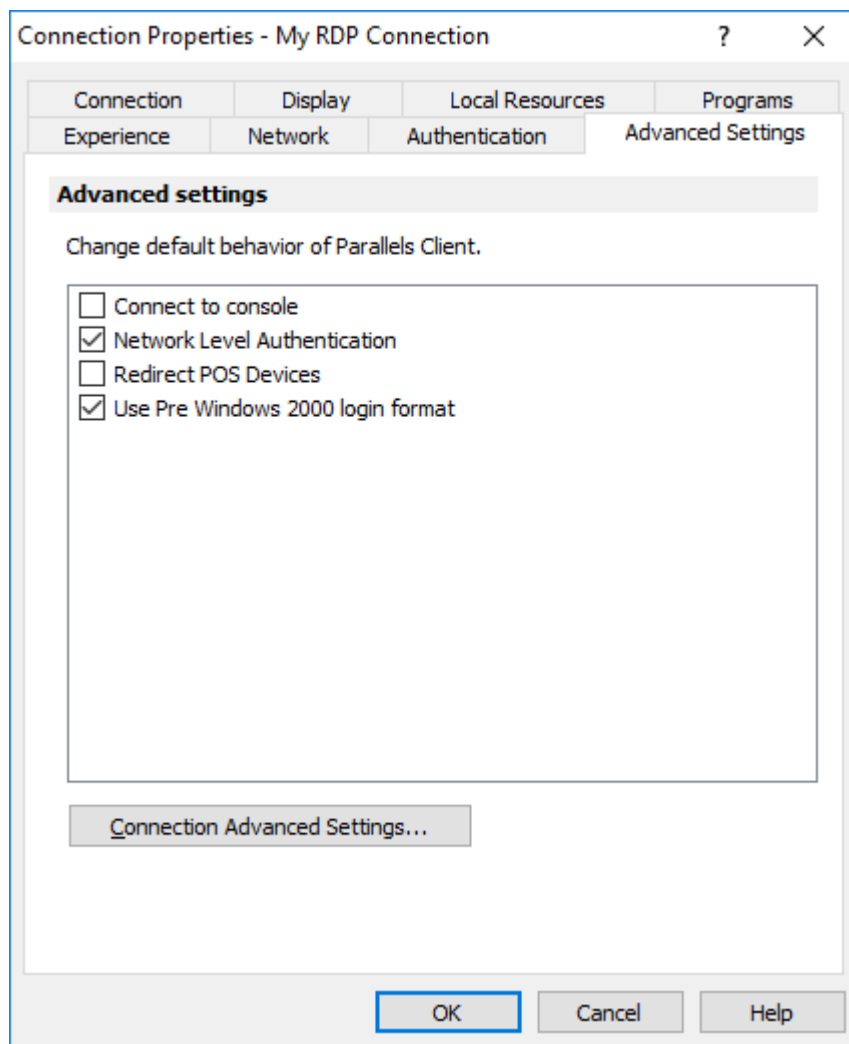 Connection Properties - My RDP Connection ?
Connection Display Local Resources Programs
Experience Network Authentication Advanced Settings
Advanced settings
Change default behavior of Parallels Client.
Connect to console
Network Level Authentication
Redirect POS Devices
Use Pre Windows 2000 login format
Connection Advanced Settings...
OK Cancel Help